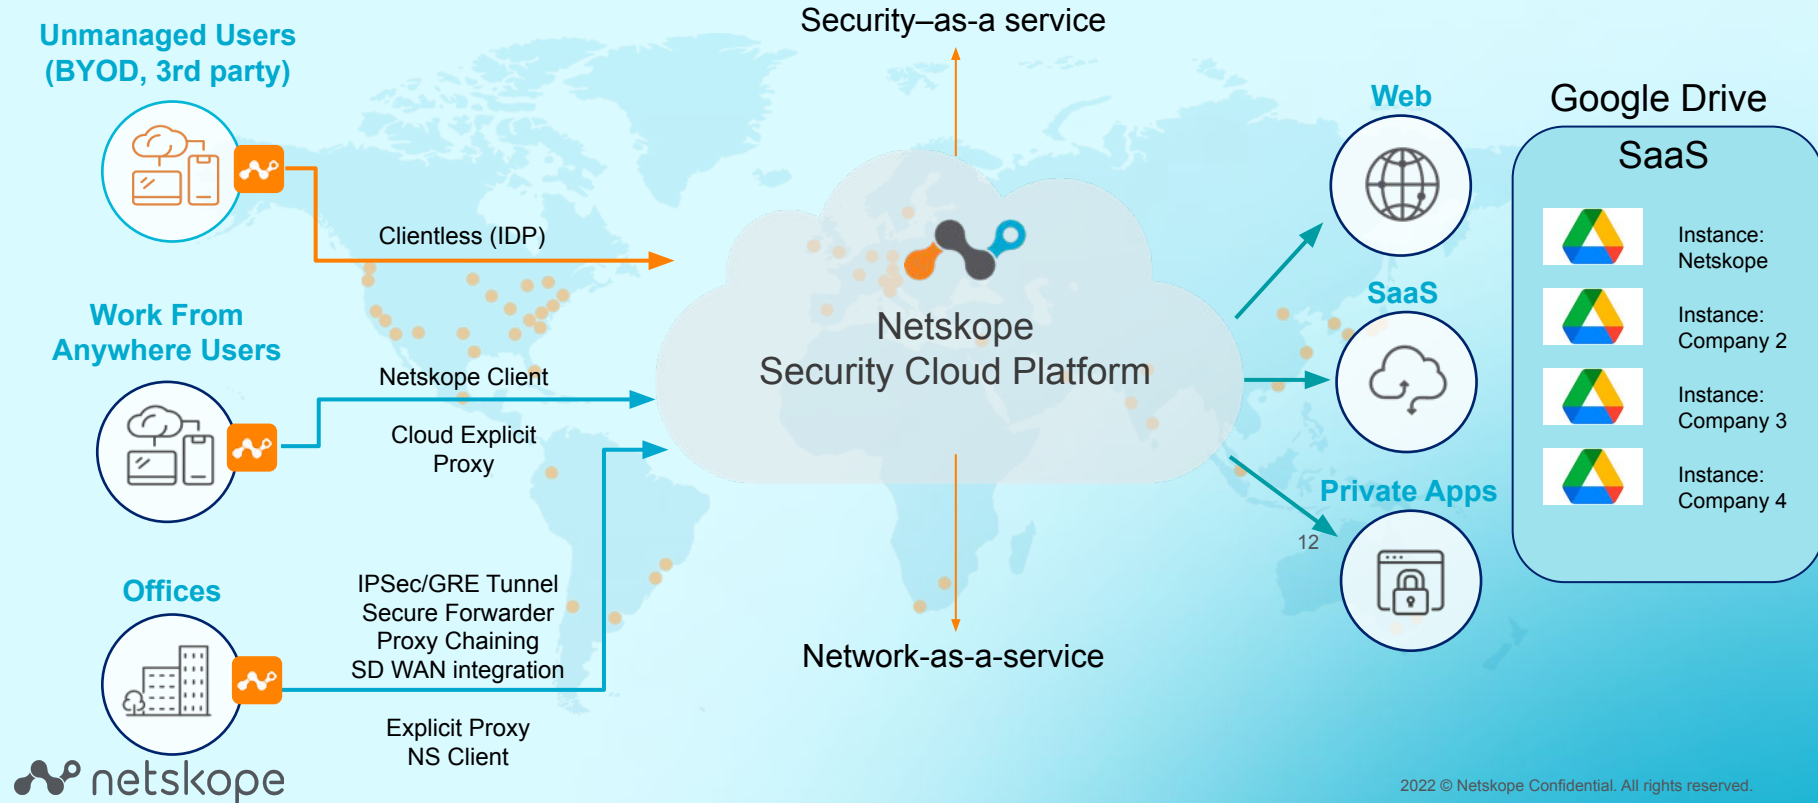 Security–as-a service
Unmanaged Users
(BYOD, 3rd party)
Clientless (IDP)
Work From
Anywhere Users
Netskope Client
Cloud Explicit
Proxy
Offices
IPSec/GRE Tunnel
Secure Forwarder
Proxy Chaining
SD WAN integration
Explicit Proxy
NS Client
Netskope
Security Cloud Platform
Network-as-a-service
Web
SaaS
Private Apps
12
Google Drive
SaaS
Instance:
Netskope
Instance:
Company 2
Instance:
Company 3
Instance:
Company 4
netskope
2022 © Netskope Confidential. All rights reserved.